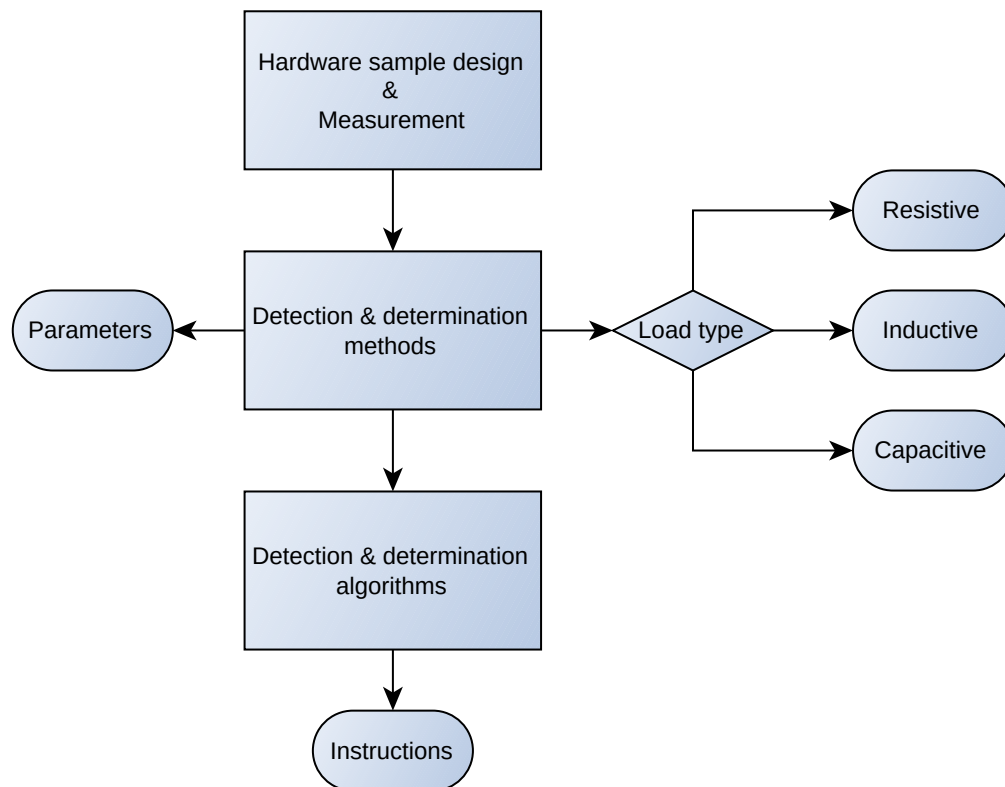 Hardware sample design
&
Measurement
Resistive
Parameters
Detection & determination
methods
Load type
Inductive
Capacitive
Detection & determination
algorithms
Instructions